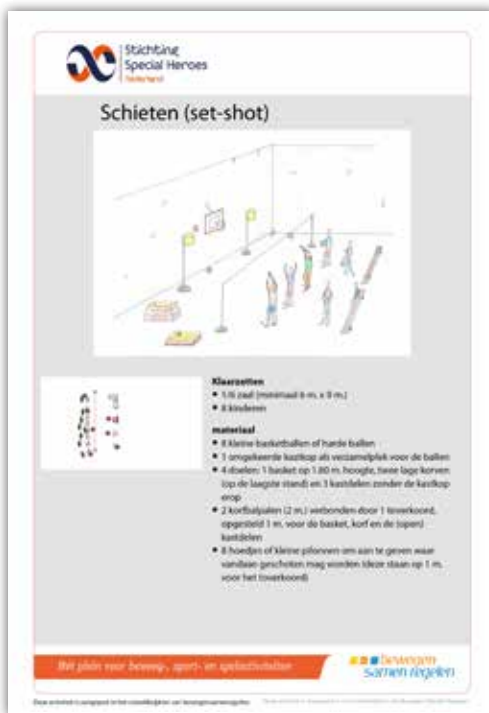 Stichting
Special Heroes
Nederland
Schieten (set-shot)
Klaarzetten
• 1/6 zaal (minimaal 6 m. x 9 m.)
• 8 kinderen
materiaal
• 8 kleine basketballen of harde ballen
• 1 omgekeerde kastkop als verzamelplek voor de ballen
• 4 doelen: 1 basket op 1.80 m. hoogte, twee lage korven
(op de laagste stand) en 3 kastdelen zonder de kastkop
erop
• 2 korfbalpalen (2 m.) verbonden door 1 toverkoord,
opgesteld 1 m. voor de basket, korf en de (open)
kastdelen
• 8 hoedjes of kleine pilonnen om aan te geven waar
vandaan geschoten mag worden (deze staan op 1 m.
voor het toverkoord)
Hét plein voor beweeg-, sport- en spelactiviteiten
bewegen
samen regelen